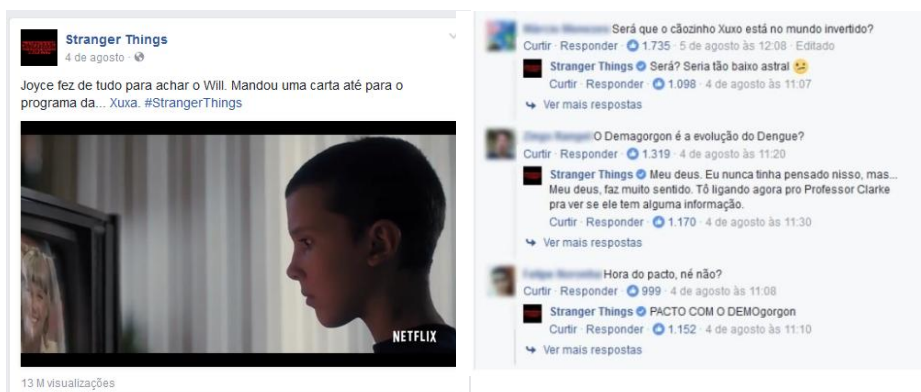 Stranger Things
4 de agosto
Joyce fez de tudo para achar o Will. Mandou uma carta até para o
programa da... Xuxa. #StrangerThings
NETFLIX
13 M visualizações
Será que o cãozinho Xuxo está no mundo invertido?
Curtir · Responder · 1.735 · 5 de agosto às 12:08 · Editado
Stranger Things Será? Seria tão baixo astral
Curtir · Responder · 1.098 · 4 de agosto às 11:07
Ver mais respostas
O Demagorgon é a evolução do Dengue?
Curtir · Responder · 1.319 · 4 de agosto às 11:20
Stranger Things Meu deus. Eu nunca tinha pensado nisso, mas...
Meu deus, faz muito sentido. Tô ligando agora pro Professor Clarke
pra ver se ele tem alguma informação.
Curtir · Responder · 1.170 · 4 de agosto às 11:30
Ver mais respostas
Hora do pacto, né não?
Curtir · Responder · 999 · 4 de agosto às 11:08
Stranger Things PACTO COM O DEMOgorgon
Curtir · Responder · 1.152 · 4 de agosto às 11:10
Ver mais respostas